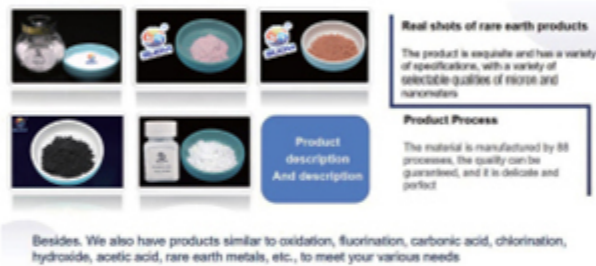 Real shots of rare earth products
The product is exquisite and has a variety
of specifications, with a variety of
selectable qualities of micron and
nanometers
Product Process
The material is manufactured by 88
processes, the quality can be
guaranteed, and it is delicate and
perfect
Product
description
And description
Besides. We also have products similar to oxidation, fluorination, carbonic acid, chlorination,
hydroxide, acetic acid, rare earth metals, etc., to meet your various needs